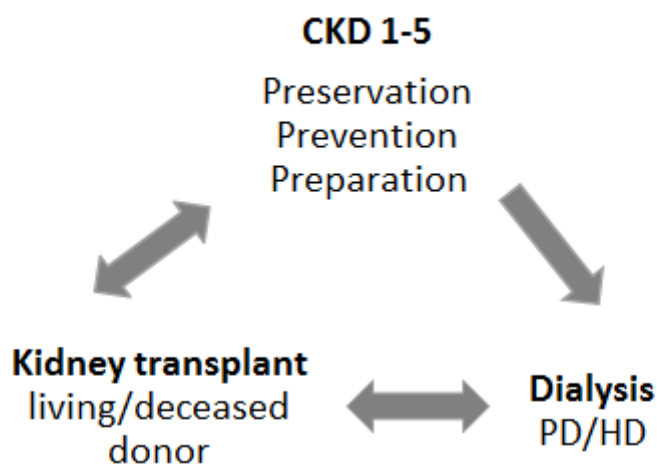 CKD 1-5
Preservation
Prevention
Preparation
Kidney transplant
living/deceased
donor
Dialysis
PD/HD